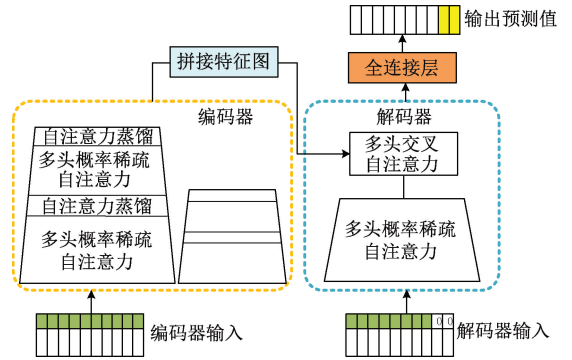 输出预测值
拼接特征图
全连接层
编码器
解码器
自注意力蒸馏
多头概率稀疏
自注意力
自注意力蒸馏
多头概率稀疏
自注意力
多头交叉
自注意力
多头概率稀疏
自注意力
编码器输入
0 0
解码器输入